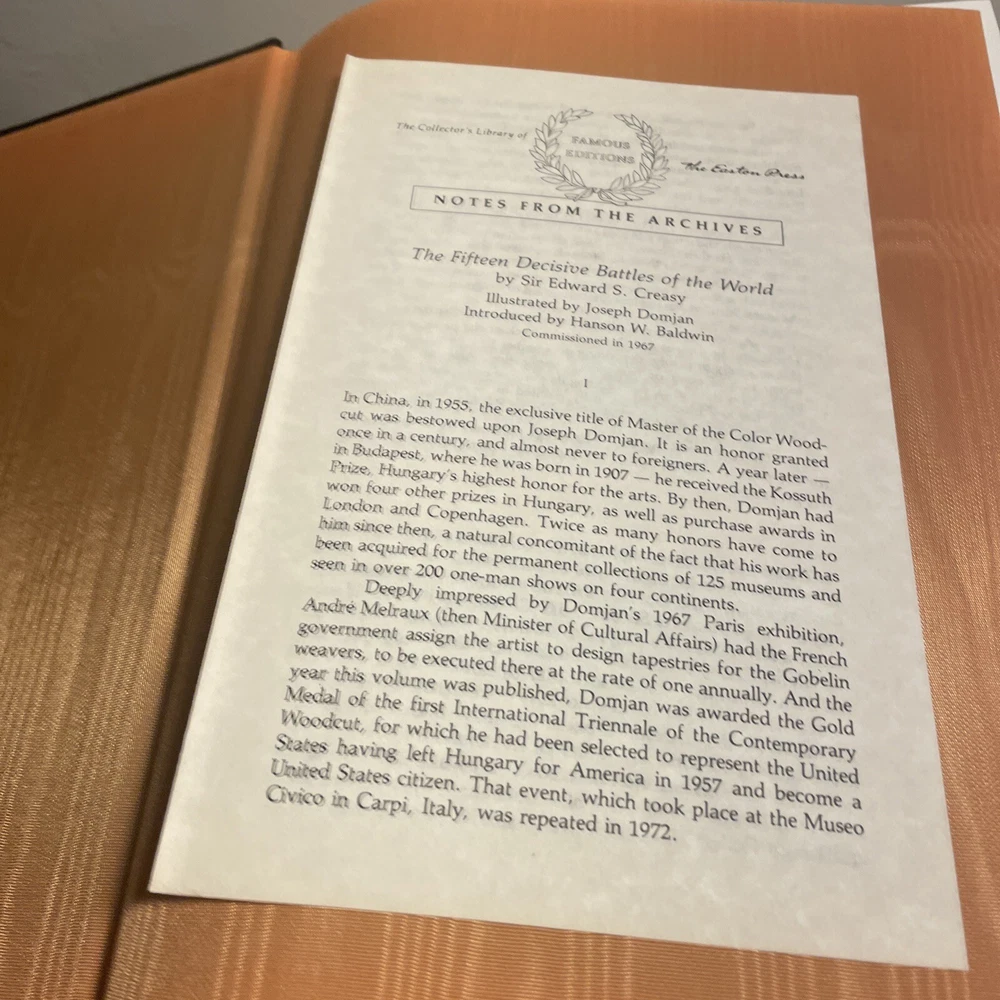 The Collector's Library of
FAMOUS
EDITIONS
The Easton Press
NOTES FROM THE ARCHIVES
The Fifteen Decisive Battles of the World
by Sir Edward S. Creasy
Illustrated by Joseph Domjan
Introduced by Hanson W. Baldwin
Commissioned in 1967
I
In China, in 1955, the exclusive title of Master of the Color Wood-
cut was bestowed upon Joseph Domjan. It is an honor granted
once in a century, and almost never to foreigners. A year later —
in Budapest, where he was born in 1907 — he received the Kossuth
Prize, Hungary's highest honor for the arts. By then, Domjan had
won four other prizes in Hungary, as well as purchase awards in
London and Copenhagen. Twice as many honors have come to
him since then, a natural concomitant of the fact that his work has
been acquired for the permanent collections of 125 museums and
seen in over 200 one-man shows on four continents.
Deeply impressed by Domjan's 1967 Paris exhibition,
André Melraux (then Minister of Cultural Affairs) had the French
government assign the artist to design tapestries for the Gobelin
weavers, to be executed there at the rate of one annually. And the
year this volume was published, Domjan was awarded the Gold
Medal of the first International Triennale of the Contemporary
Woodcut, for which he had been selected to represent the United
States having left Hungary for America in 1957 and become a
United States citizen. That event, which took place at the Museo
Civico in Carpi, Italy, was repeated in 1972.